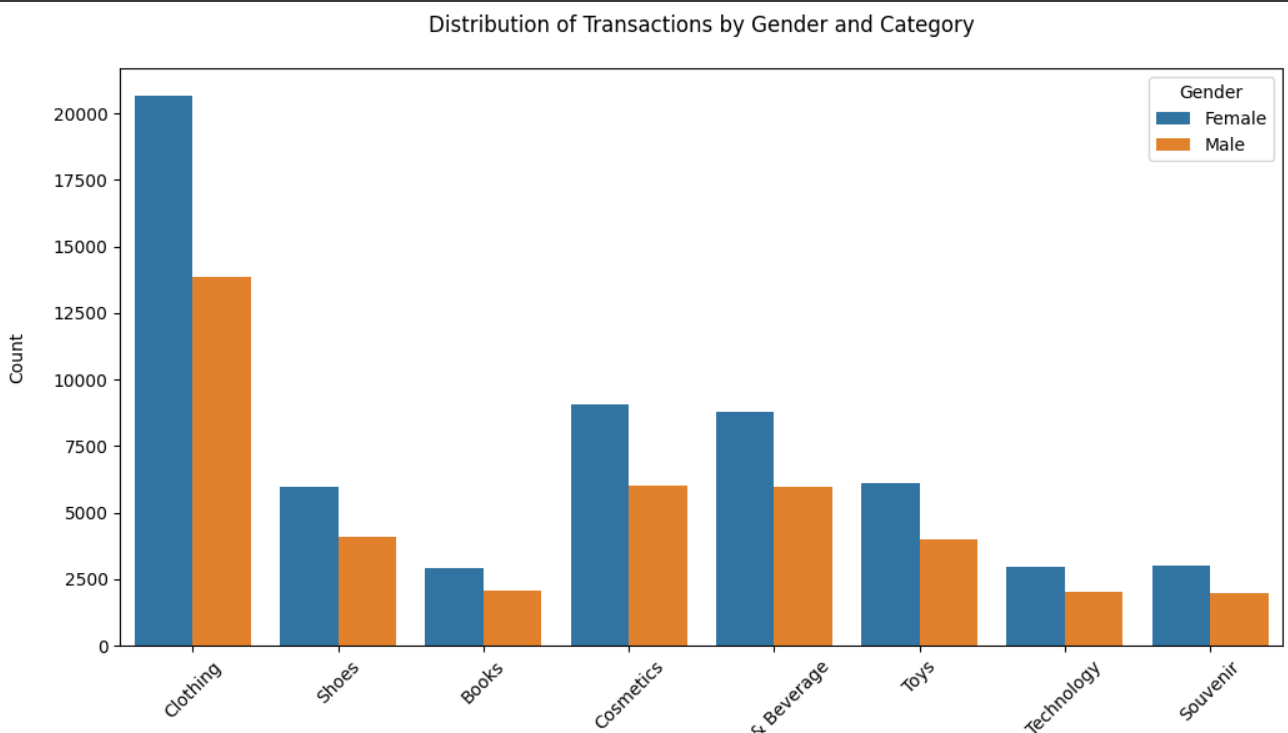 Distribution of Transactions by Gender and Category
Gender
Female
Male
Count
20000
17500
15000
12500
10000
7500
5000
2500
0
Clothing
Shoes
Books
Cosmetics
& Beverage
Toys
Technology
Souvenir